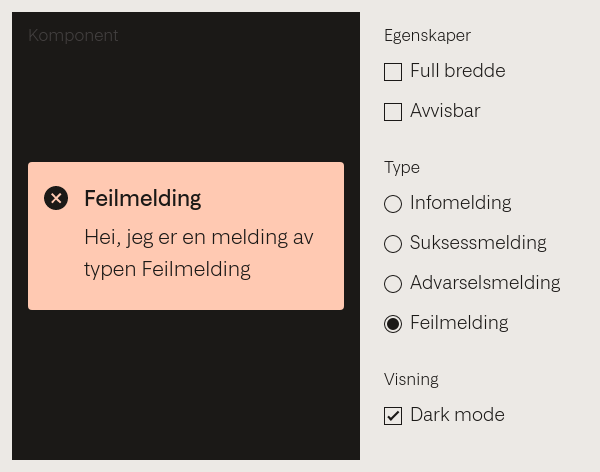 Komponent
Feilmelding
Hei, jeg er en melding av
typen Feilmelding
Egenskaper
Full bredde
Avvisbar
Type
Infomelding
Suksessmelding
Advarselsmelding
Feilmelding
Visning
Dark mode